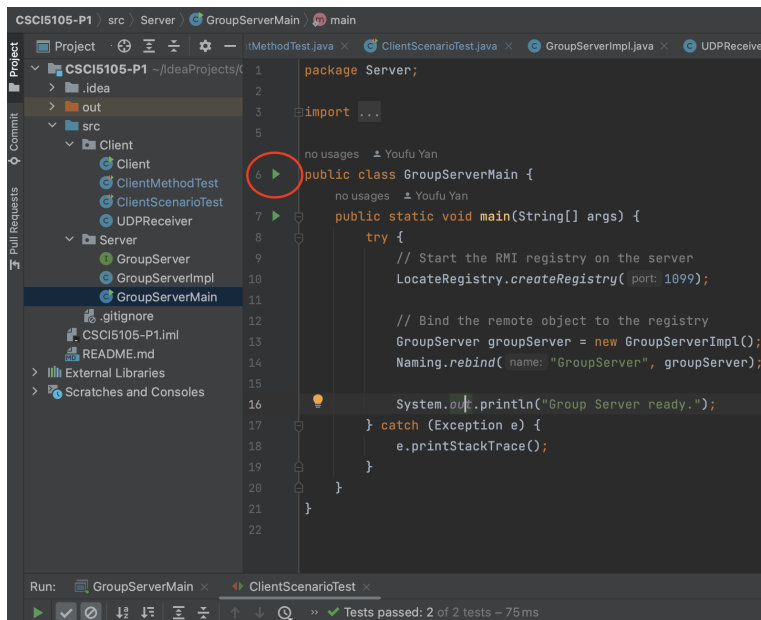 CSCI5105-P1 src Server GroupServerMain main
Project
tMethodTest.java ClientScenarioTest.java GroupServerImpl.java UDPReceive
Project
Commit
Pull Requests
CSCI5105-P1 ~/IdeaProjects/C
.idea
out
src
Client
Client
ClientMethodTest
ClientScenarioTest
UDPReceiver
Server
GroupServer
GroupServerImpl
GroupServerMain
.gitignore
CSCI5105-P1.iml
README.md
External Libraries
Scratches and Consoles
1 package Server;
2
3 import ...
5
no usages Youfu Yan
6 public class GroupServerMain {
no usages Youfu Yan
7 public static void main(String[] args) {
8 try {
9 // Start the RMI registry on the server
10 LocateRegistry.createRegistry( port: 1099);
11
12 // Bind the remote object to the registry
13 GroupServer groupServer = new GroupServerImpl();
14 Naming.rebind( name: "GroupServer", groupServer);
15
16 System.out.println("Group Server ready.");
17 } catch (Exception e) {
18 e.printStackTrace();
19 }
20 }
21 }
22
Run: GroupServerMain ClientScenarioTest
Tests passed: 2 of 2 tests – 75 ms